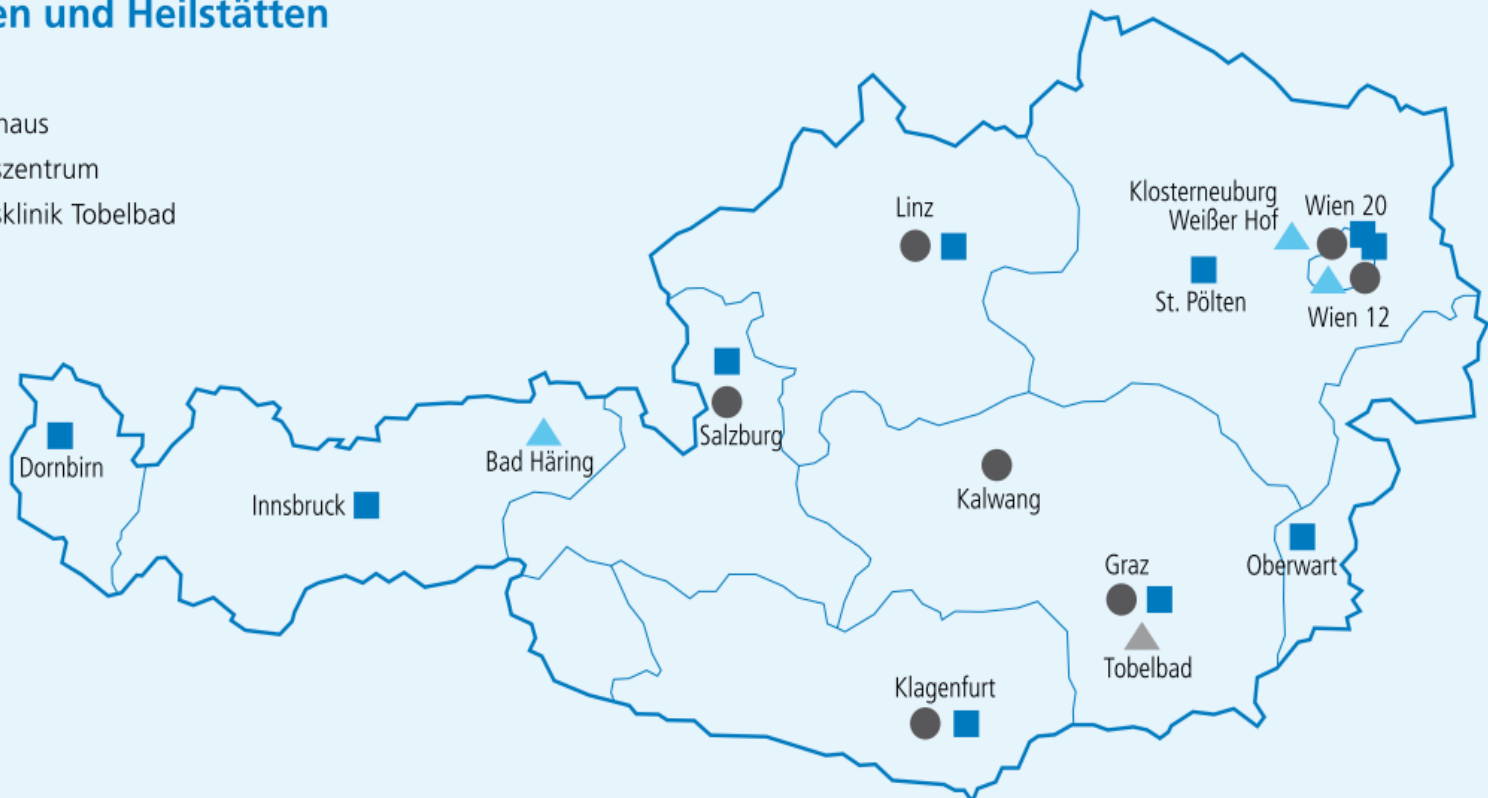 en und Heilstätten
haus
szentrum
sklinik Tobelbad
Linz
Klosterneuburg
Weißer Hof
Wien 20
St. Pölten
Wien 12
Salzburg
Dornbirn
Bad Häring
Innsbruck
Kalwang
Oberwart
Graz
Tobelbad
Klagenfurt